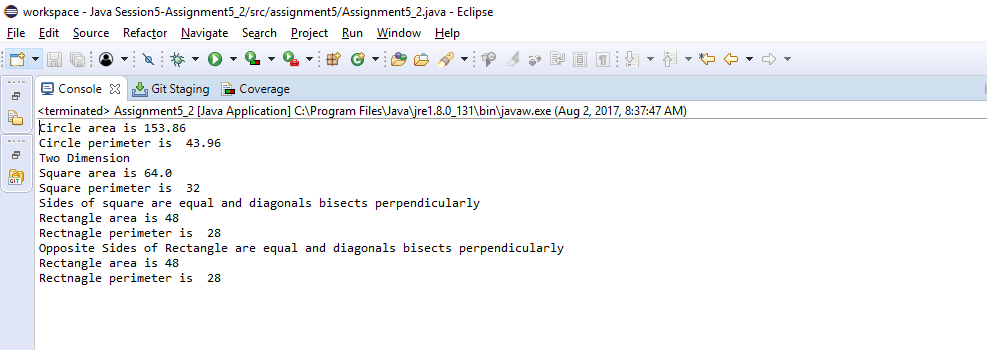 workspace - Java Session5-Assignment5_2/src/assignment5/Assignment5_2.java - Eclipse
File Edit Source Refactor Navigate Search Project Run Window Help
Console Git Staging Coverage
<terminated> Assignment5_2 [Java Application] C:\Program Files\Java\jre1.8.0_131\bin\javaw.exe (Aug 2, 2017, 8:37:47 AM)
Circle area is 153.86
Circle perimeter is  43.96
Two Dimension
Square area is 64.0
Square perimeter is  32
Sides of square are equal and diagonals bisects perpendicularly
Rectangle area is 48
Rectnagle perimeter is  28
Opposite Sides of Rectangle are equal and diagonals bisects perpendicularly
Rectangle area is 48
Rectnagle perimeter is  28
GIT